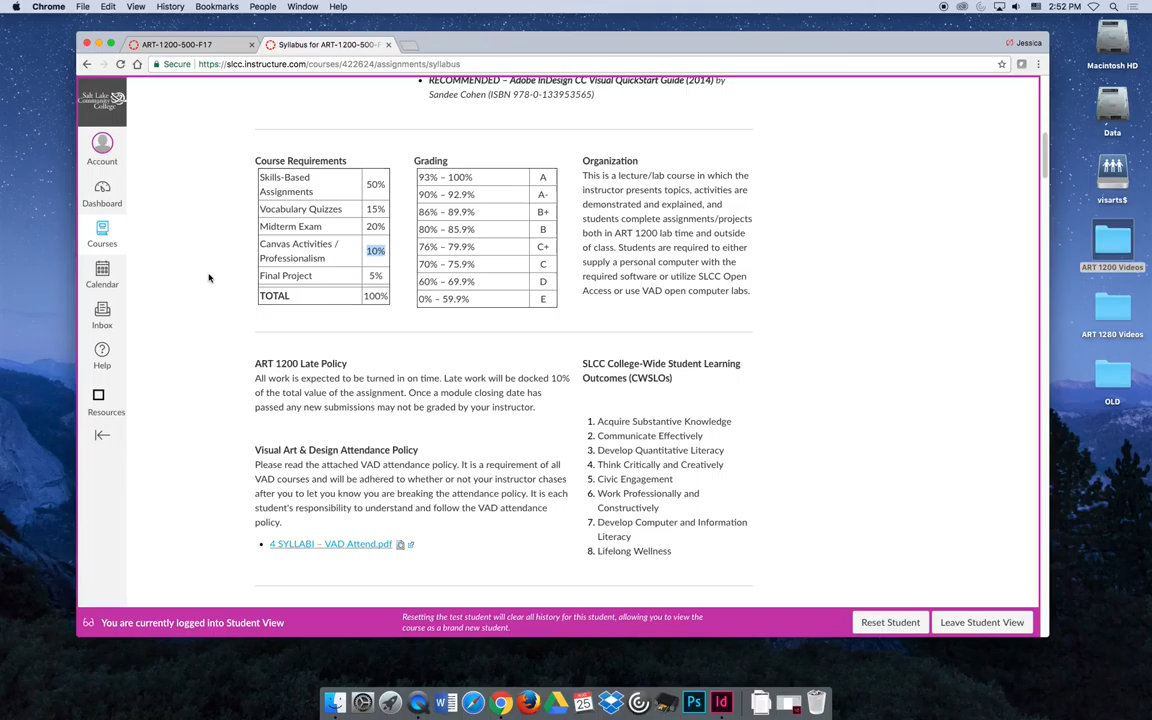 Chrome File Edit View History Bookmarks People Window Help
2:52 PM
ART-1200-500-F17
Syllabus for ART-1200-500-F
Jessica
Secure https://slcc.instructure.com/courses/422624/assignments/syllabus
Salt Lake
Community
College
Account
Dashboard
Courses
Calendar
Inbox
Help
Resources
RECOMMENDED – Adobe InDesign CC Visual QuickStart Guide (2014) by
Sandee Cohen (ISBN 978-0-133953565)
Course Requirements
Skills-Based
Assignments 50%
Vocabulary Quizzes 15%
Midterm Exam 20%
Canvas Activities /
Professionalism 10%
Final Project 5%
TOTAL 100%
Grading
93% – 100% A
90% – 92.9% A-
86% – 89.9% B+
80% – 85.9% B
76% – 79.9% C+
70% – 75.9% C
60% – 69.9% D
0% – 59.9% E
Organization
This is a lecture/lab course in which the
instructor presents topics, activities are
demonstrated and explained, and
students complete assignments/projects
both in ART 1200 lab time and outside
of class. Students are required to either
supply a personal computer with the
required software or utilize SLCC Open
Access or use VAD open computer labs.
ART 1200 Late Policy
All work is expected to be turned in on time. Late work will be docked 10%
of the total value of the assignment. Once a module closing date has
passed any new submissions may not be graded by your instructor.
Visual Art & Design Attendance Policy
Please read the attached VAD attendance policy. It is a requirement of all
VAD courses and will be adhered to whether or not your instructor chases
after you to let you know you are breaking the attendance policy. It is each
student's responsibility to understand and follow the VAD attendance
policy.
4 SYLLABI – VAD Attend.pdf
SLCC College-Wide Student Learning
Outcomes (CWSLOs)
1. Acquire Substantive Knowledge
2. Communicate Effectively
3. Develop Quantitative Literacy
4. Think Critically and Creatively
5. Civic Engagement
6. Work Professionally and
Constructively
7. Develop Computer and Information
Literacy
8. Lifelong Wellness
You are currently logged into Student View
Resetting the test student will clear all history for this student, allowing you to view the
course as a brand new student.
Reset Student
Leave Student View
Macintosh HD
Data
visarts$
ART 1200 Videos
ART 1280 Videos
OLD
W
AUG
25
Ps
Id